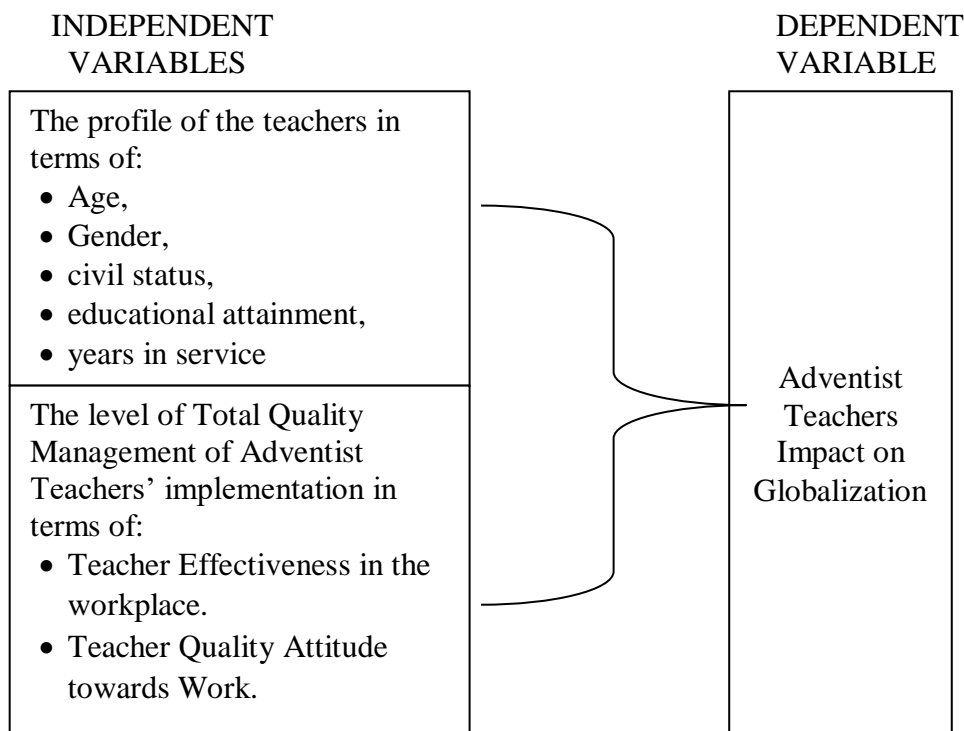 INDEPENDENT
VARIABLES
The profile of the teachers in
terms of:
• Age,
• Gender,
• civil status,
• educational attainment,
• years in service
The level of Total Quality
Management of Adventist
Teachers’ implementation in
terms of:
• Teacher Effectiveness in the
workplace.
• Teacher Quality Attitude
towards Work.
DEPENDENT
VARIABLE
Adventist
Teachers
Impact on
Globalization